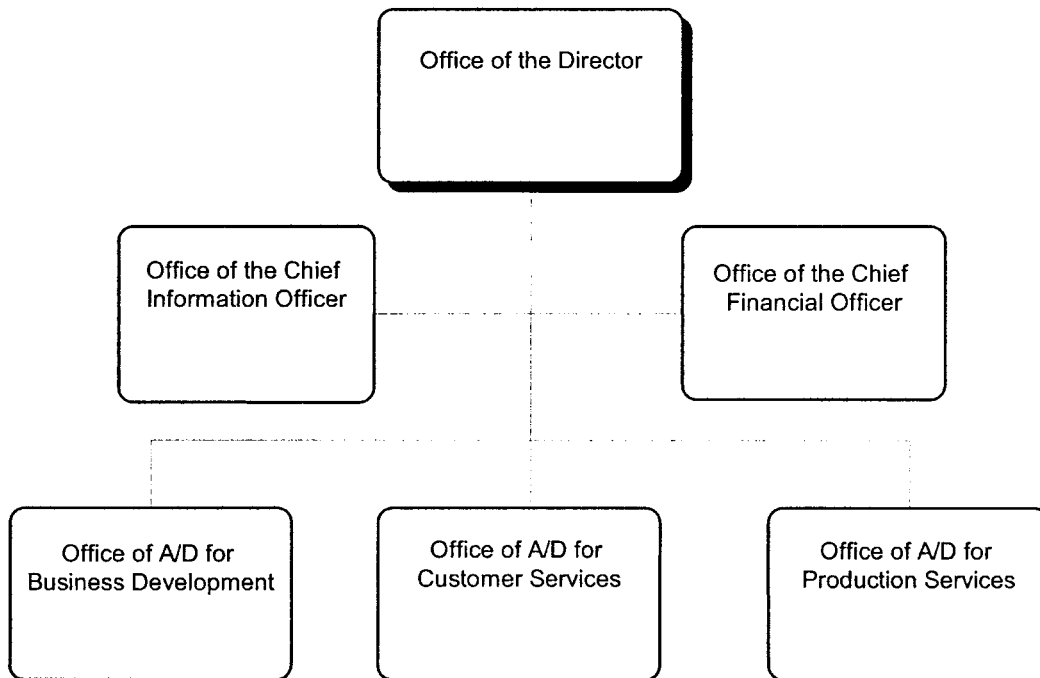 Office of the Director
Office of the Chief
Information Officer
Office of the Chief
Financial Officer
Office of A/D for
Business Development
Office of A/D for
Customer Services
Office of A/D for
Production Services